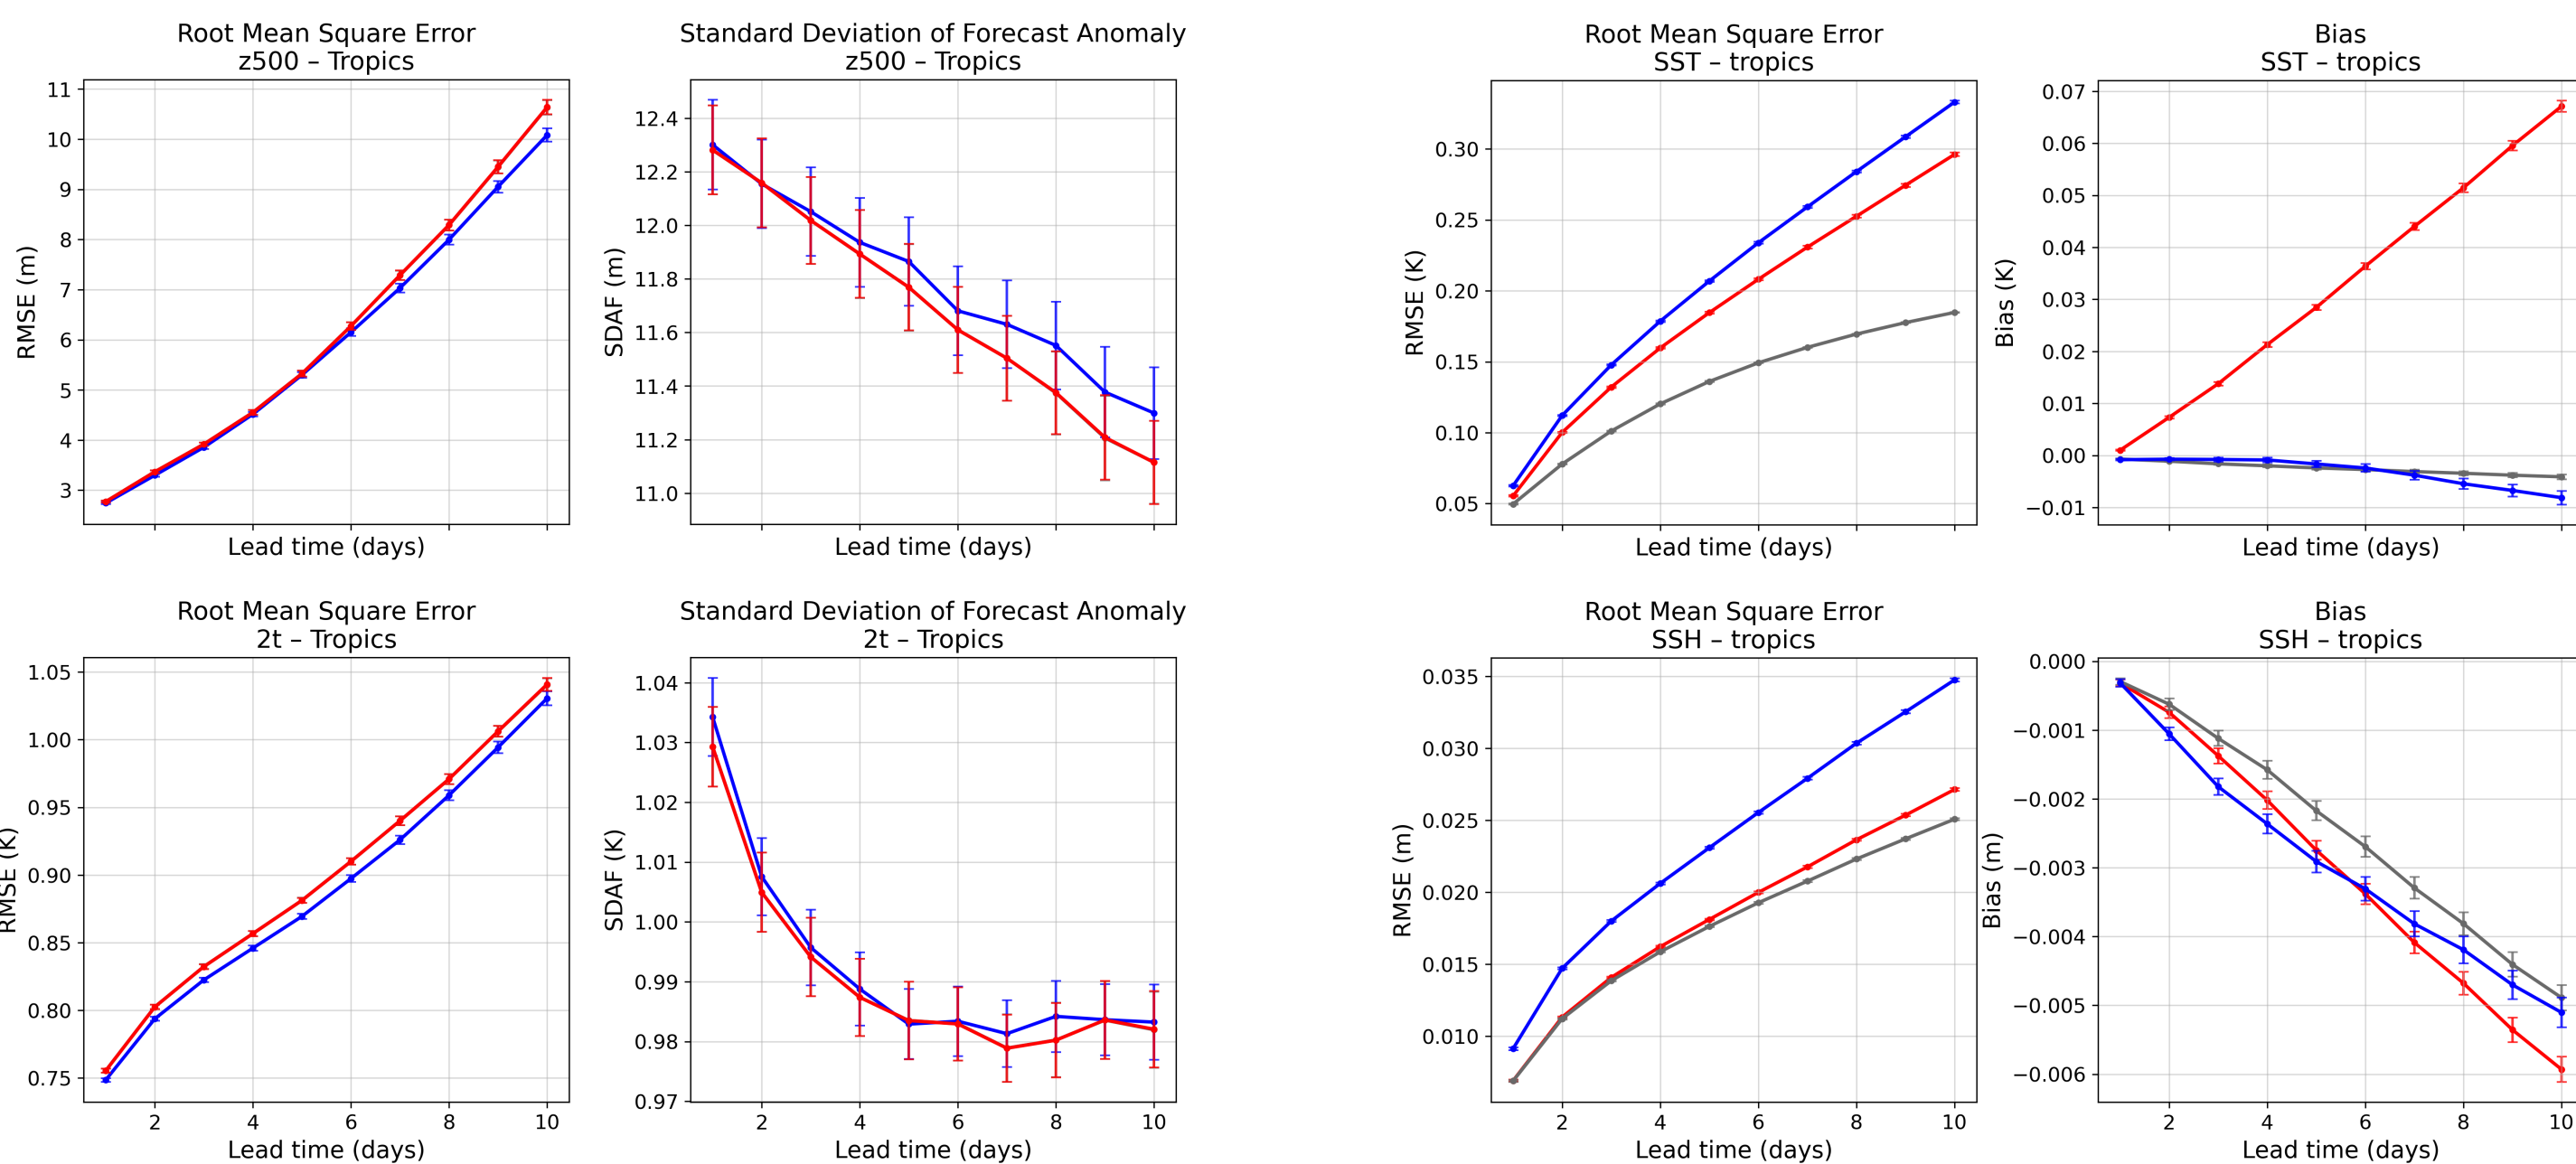 Root Mean Square Error
z500 – Tropics
RMSE (m)
11
10
9
8
7
6
5
4
3
Lead time (days)
Standard Deviation of Forecast Anomaly
z500 – Tropics
SDAF (m)
12.4
12.2
12.0
11.8
11.6
11.4
11.2
11.0
Lead time (days)
Root Mean Square Error
SST – tropics
RMSE (K)
0.30
0.25
0.20
0.15
0.10
0.05
Lead time (days)
Bias
SST – tropics
Bias (K)
0.07
0.06
0.05
0.04
0.03
0.02
0.01
0.00
−0.01
Lead time (days)
Root Mean Square Error
2t – Tropics
RMSE (K)
1.05
1.00
0.95
0.90
0.85
0.80
0.75
2 4 6 8 10
Lead time (days)
Standard Deviation of Forecast Anomaly
2t – Tropics
SDAF (K)
1.04
1.03
1.02
1.01
1.00
0.99
0.98
0.97
2 4 6 8 10
Lead time (days)
Root Mean Square Error
SSH – tropics
RMSE (m)
0.035
0.030
0.025
0.020
0.015
0.010
2 4 6 8 10
Lead time (days)
Bias
SSH – tropics
Bias (m)
0.000
−0.001
−0.002
−0.003
−0.004
−0.005
−0.006
2 4 6 8 10
Lead time (days)